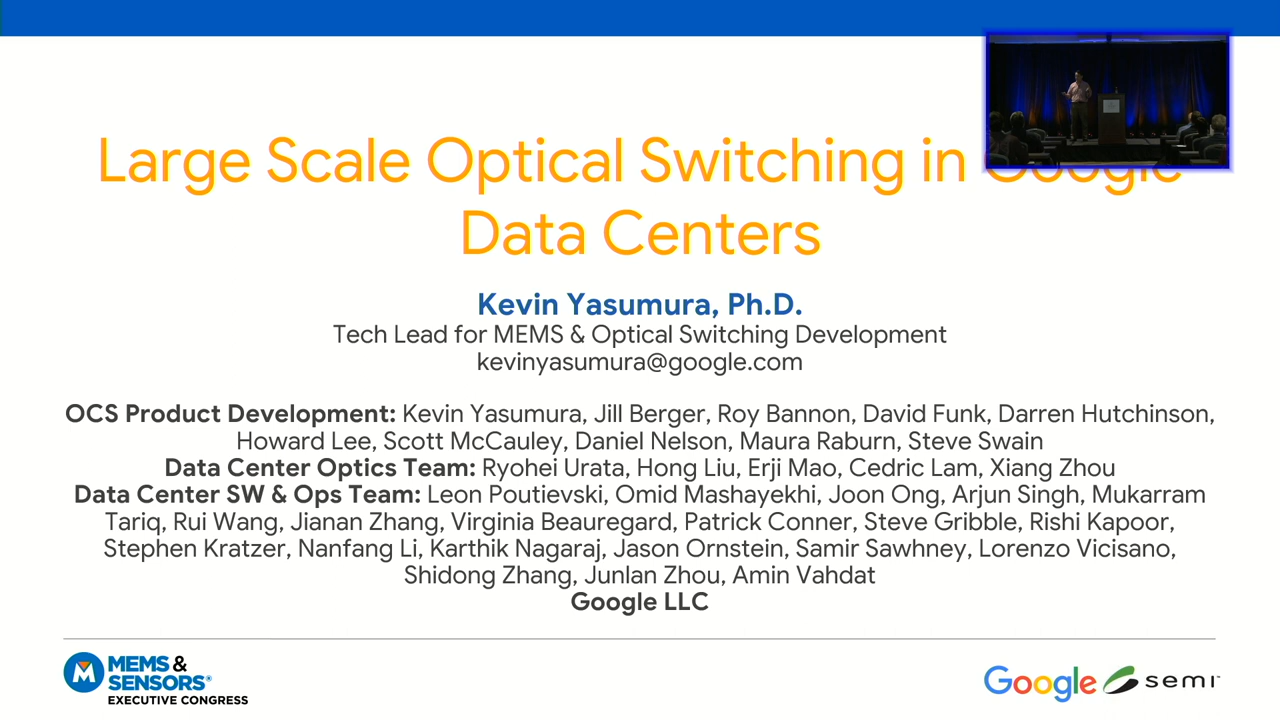 Large Scale Optical Switching in Google
Data Centers
Kevin Yasumura, Ph.D.
Tech Lead for MEMS & Optical Switching Development
kevinyasumura@google.com
OCS Product Development: Kevin Yasumura, Jill Berger, Roy Bannon, David Funk, Darren Hutchinson,
Howard Lee, Scott McCauley, Daniel Nelson, Maura Raburn, Steve Swain
Data Center Optics Team: Ryohei Urata, Hong Liu, Erji Mao, Cedric Lam, Xiang Zhou
Data Center SW & Ops Team: Leon Poutievski, Omid Mashayekhi, Joon Ong, Arjun Singh, Mukarram
Tariq, Rui Wang, Jianan Zhang, Virginia Beauregard, Patrick Conner, Steve Gribble, Rishi Kapoor,
Stephen Kratzer, Nanfang Li, Karthik Nagaraj, Jason Ornstein, Samir Sawhney, Lorenzo Vicisano,
Shidong Zhang, Junlan Zhou, Amin Vahdat
Google LLC
MEMS &
SENSORS®
EXECUTIVE CONGRESS
Google semi™